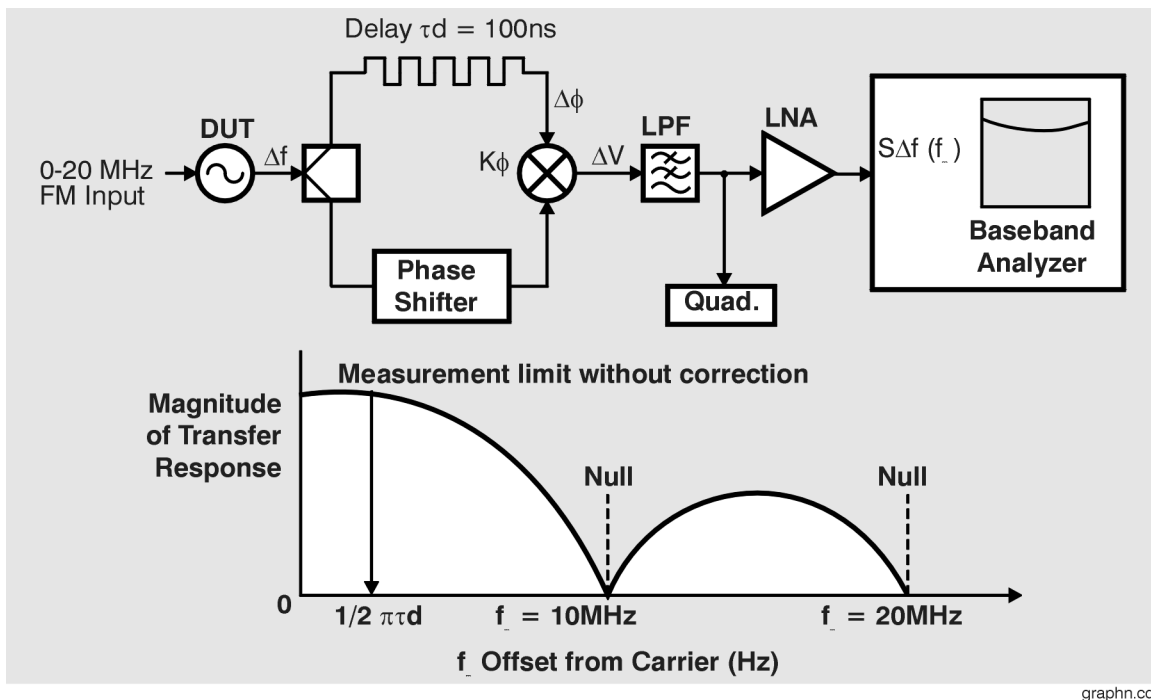 Delay τd = 100ns
Δϕ
DUT
Δf
0-20 MHz
FM Input
Kϕ
ΔV
LPF
LNA
SΔf (f_)
Baseband
Analyzer
Phase
Shifter
Quad.
Measurement limit without correction
Magnitude
of Transfer
Response
Null
Null
0
1/2 πτd
f_ = 10MHz
f_ = 20MHz
f_ Offset from Carrier (Hz)